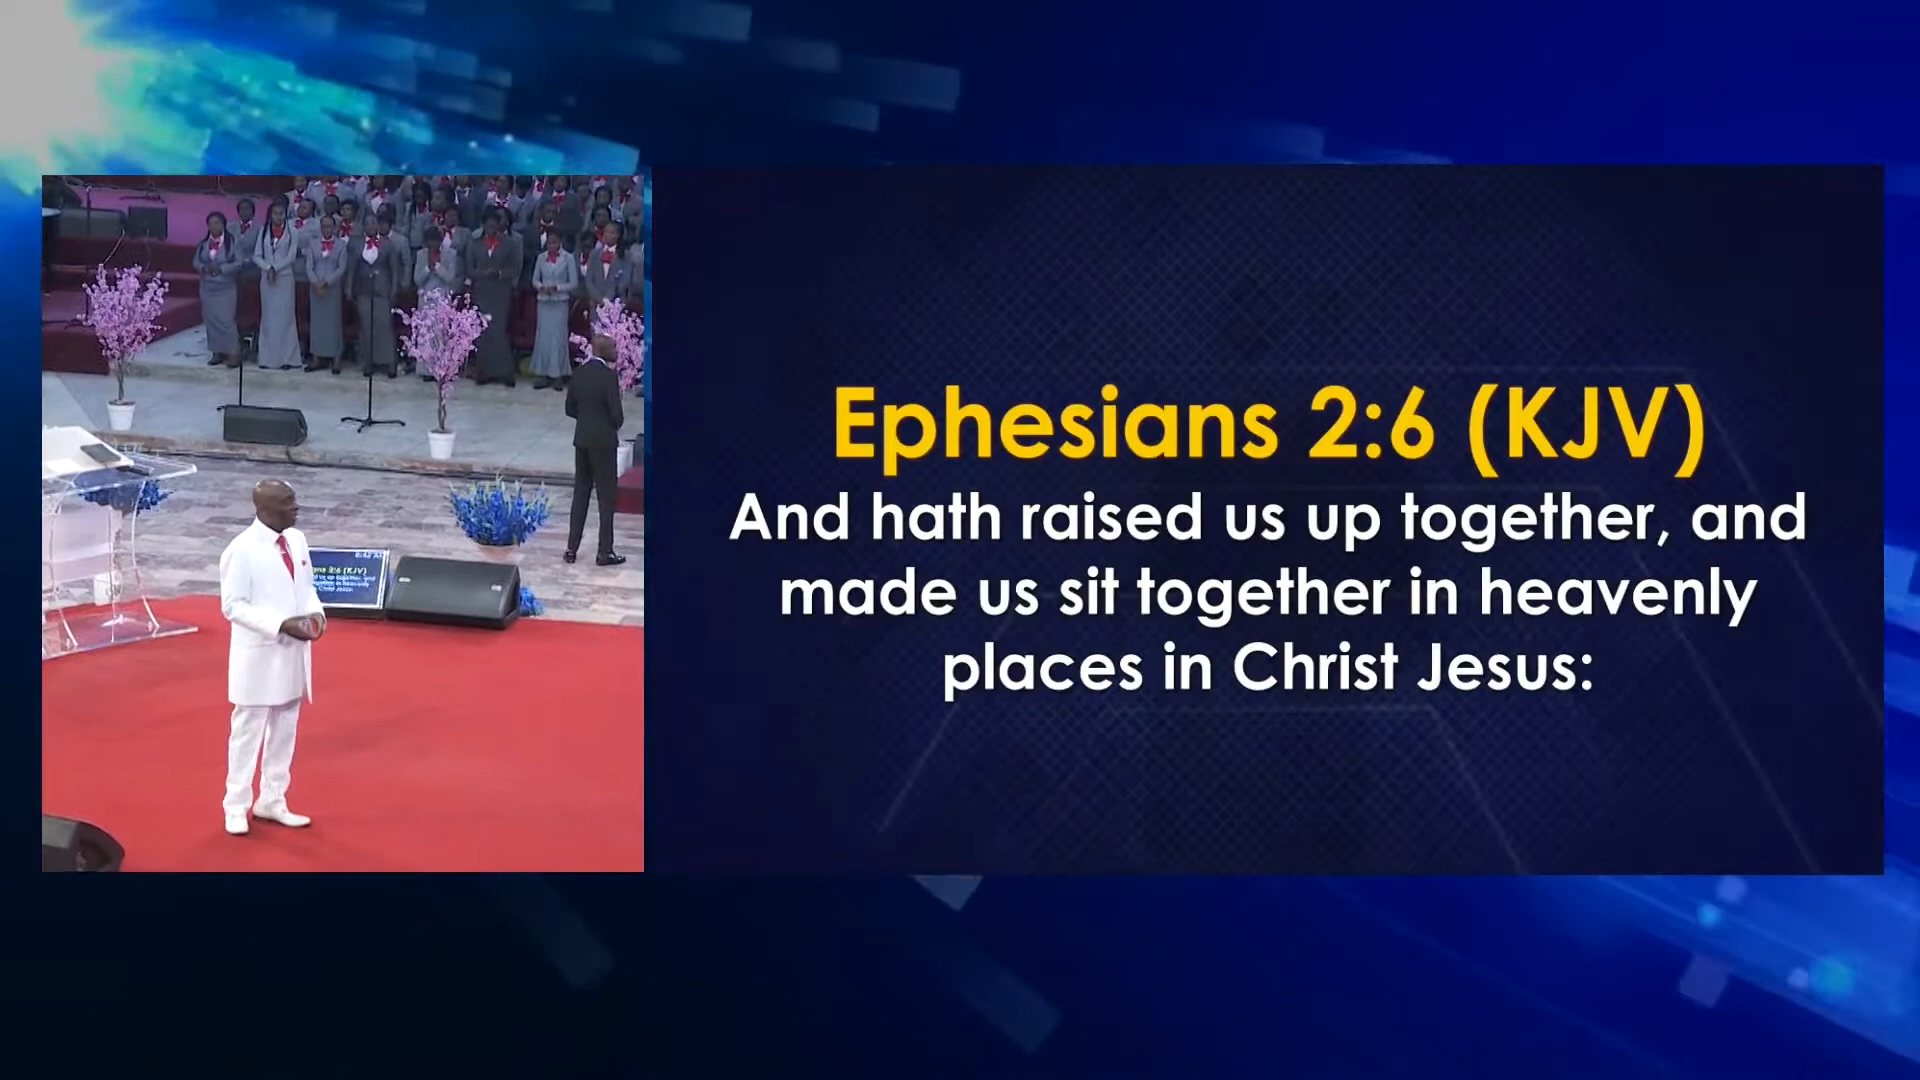 Ephesians 2:6 (KJV)
And hath raised us up together, and
made us sit together in heavenly
places in Christ Jesus: